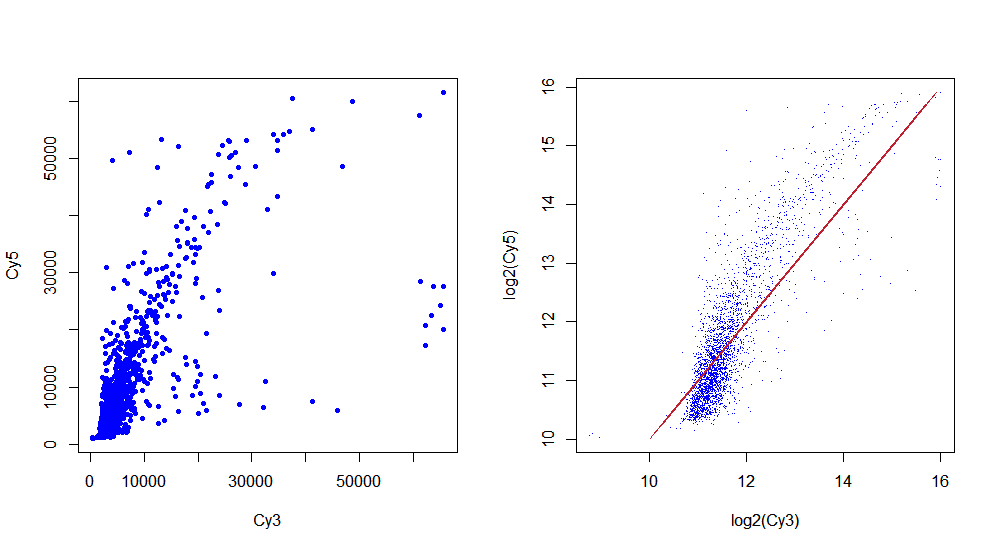 Cy5
0 10000 30000 50000
0 10000 30000 50000
Cy3
log2(Cy5)
10 11 12 13 14 15 16
10 12 14 16
log2(Cy3)